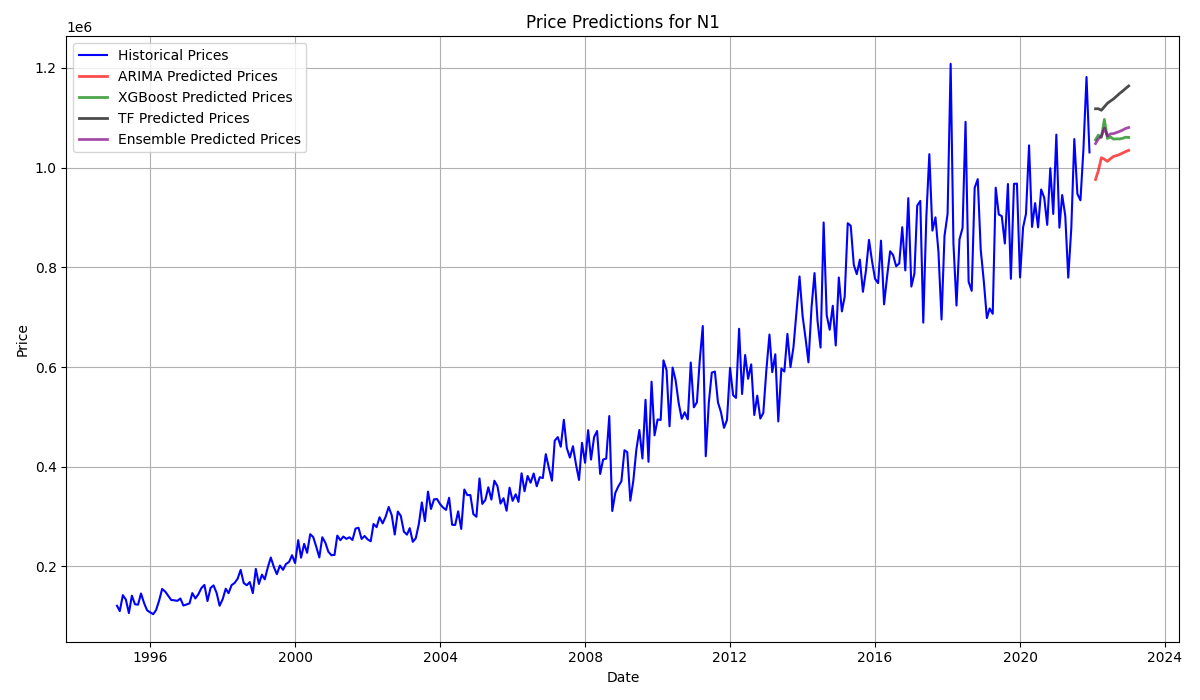 Price Predictions for N1
1e6
Historical Prices
ARIMA Predicted Prices
XGBoost Predicted Prices
TF Predicted Prices
Ensemble Predicted Prices
1.2
1.0
0.8
0.6
0.4
0.2
Price
1996
2000
2004
2008
2012
2016
2020
2024
Date